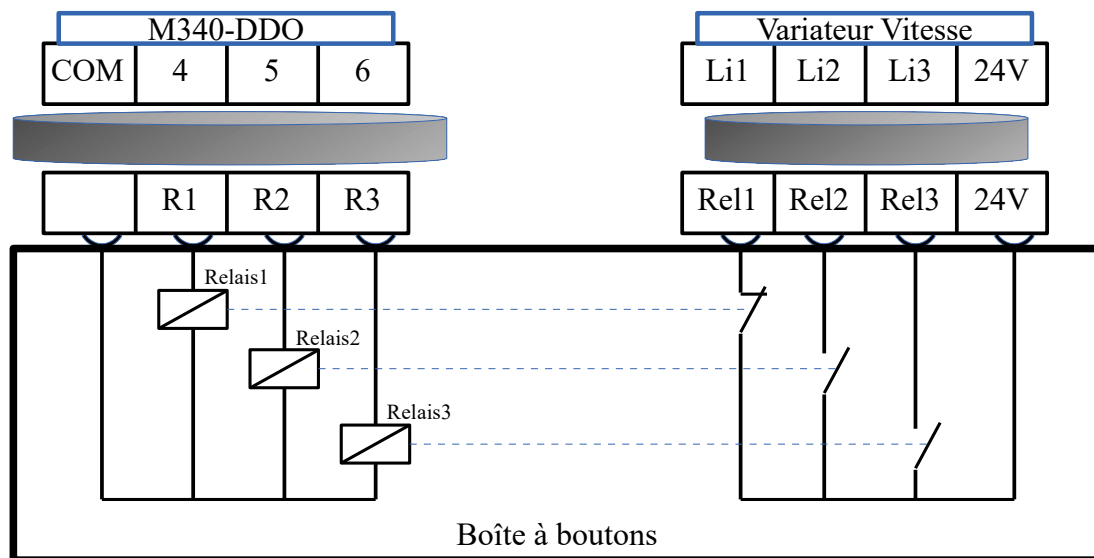 M340-DDO
Variateur Vitesse
COM 4 5 6
Li1 Li2 Li3 24V
R1 R2 R3
Rel1 Rel2 Rel3 24V
Relais1
Relais2
Relais3
Boîte à boutons